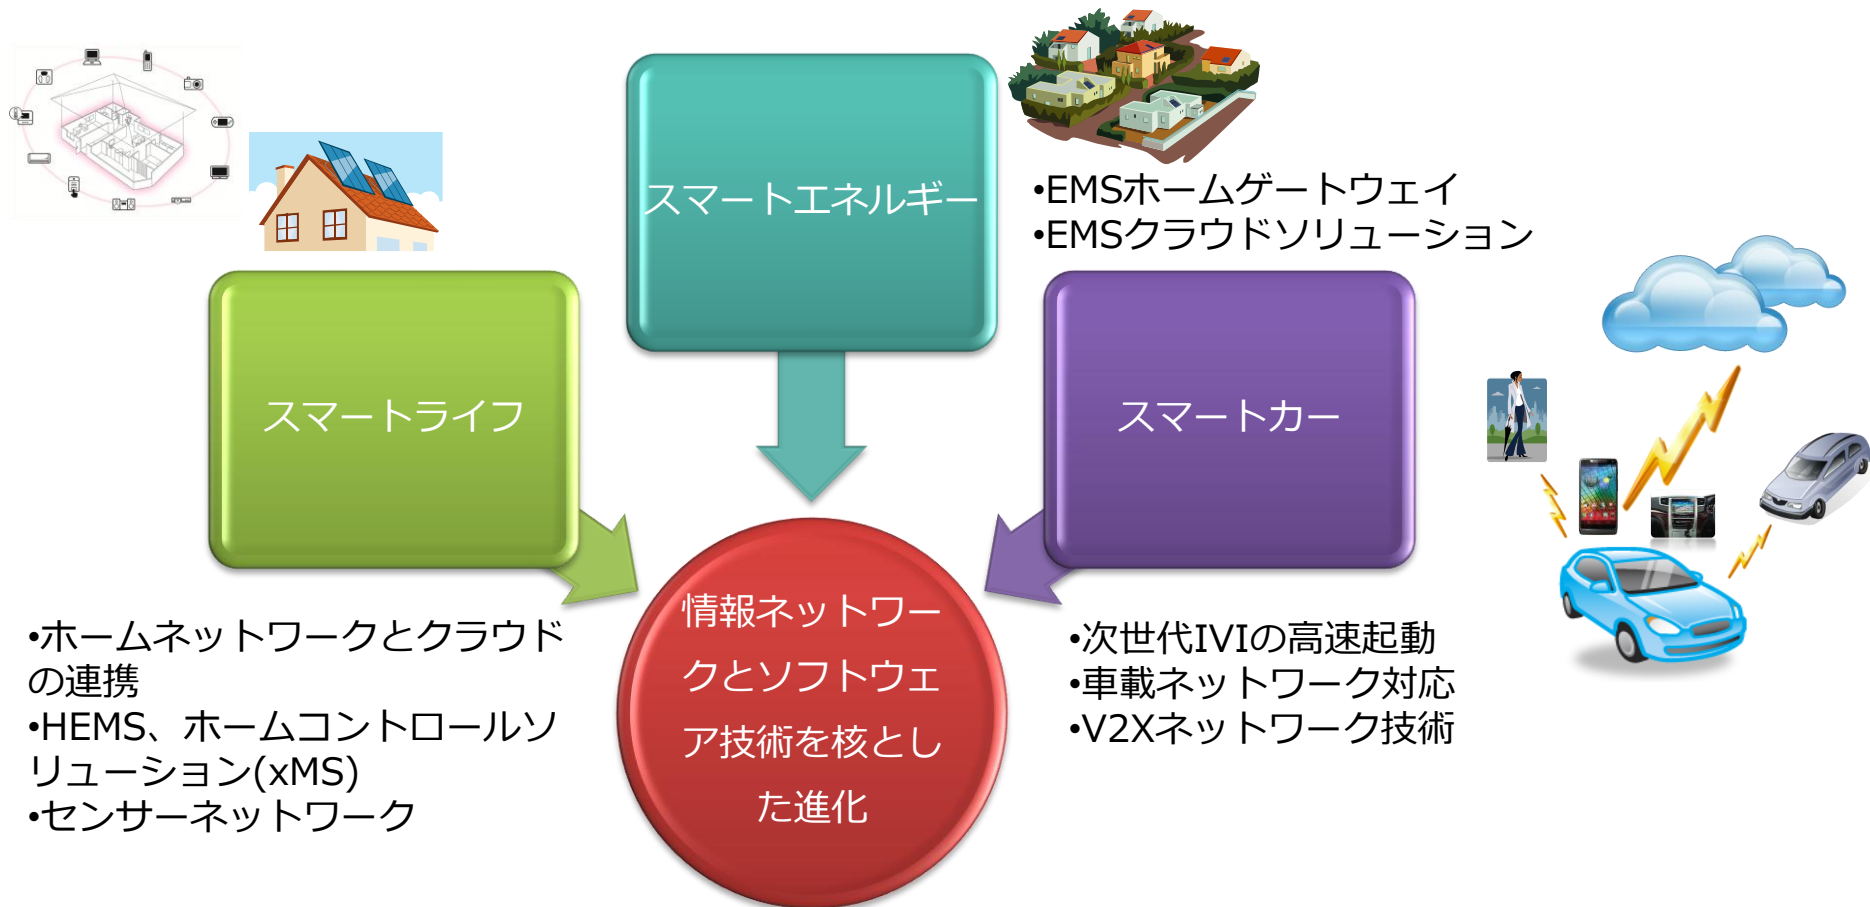 スマートエネルギー
•EMSホームゲートウェイ
•EMSクラウドソリューション
スマートライフ
スマートカー
•ホームネットワークとクラウド
の連携
•HEMS、ホームコントロールソ
リューション(xMS)
•センサーネットワーク
情報ネットワー
クとソフトウェ
ア技術を核とし
た進化
•次世代IVIの高速起動
•車載ネットワーク対応
•V2Xネットワーク技術